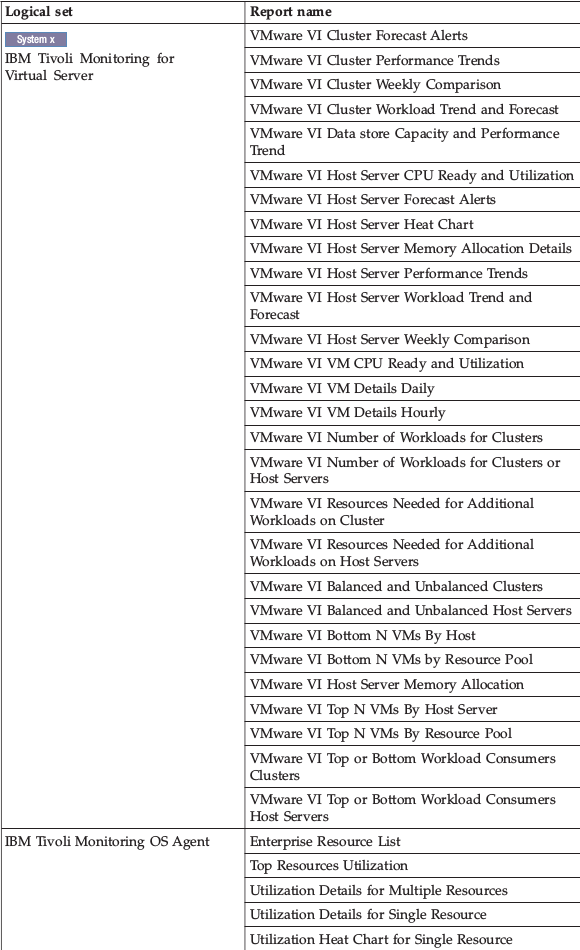 Logical set
Report name
System x
IBM Tivoli Monitoring for
Virtual Server
VMware VI Cluster Forecast Alerts
VMware VI Cluster Performance Trends
VMware VI Cluster Weekly Comparison
VMware VI Cluster Workload Trend and Forecast
VMware VI Data store Capacity and Performance
Trend
VMware VI Host Server CPU Ready and Utilization
VMware VI Host Server Forecast Alerts
VMware VI Host Server Heat Chart
VMware VI Host Server Memory Allocation Details
VMware VI Host Server Performance Trends
VMware VI Host Server Workload Trend and
Forecast
VMware VI Host Server Weekly Comparison
VMware VI VM CPU Ready and Utilization
VMware VI VM Details Daily
VMware VI VM Details Hourly
VMware VI Number of Workloads for Clusters
VMware VI Number of Workloads for Clusters or
Host Servers
VMware VI Resources Needed for Additional
Workloads on Cluster
VMware VI Resources Needed for Additional
Workloads on Host Servers
VMware VI Balanced and Unbalanced Clusters
VMware VI Balanced and Unbalanced Host Servers
VMware VI Bottom N VMs By Host
VMware VI Bottom N VMs by Resource Pool
VMware VI Host Server Memory Allocation
VMware VI Top N VMs By Host Server
VMware VI Top N VMs By Resource Pool
VMware VI Top or Bottom Workload Consumers
Clusters
VMware VI Top or Bottom Workload Consumers
Host Servers
IBM Tivoli Monitoring OS Agent
Enterprise Resource List
Top Resources Utilization
Utilization Details for Multiple Resources
Utilization Details for Single Resource
Utilization Heat Chart for Single Resource